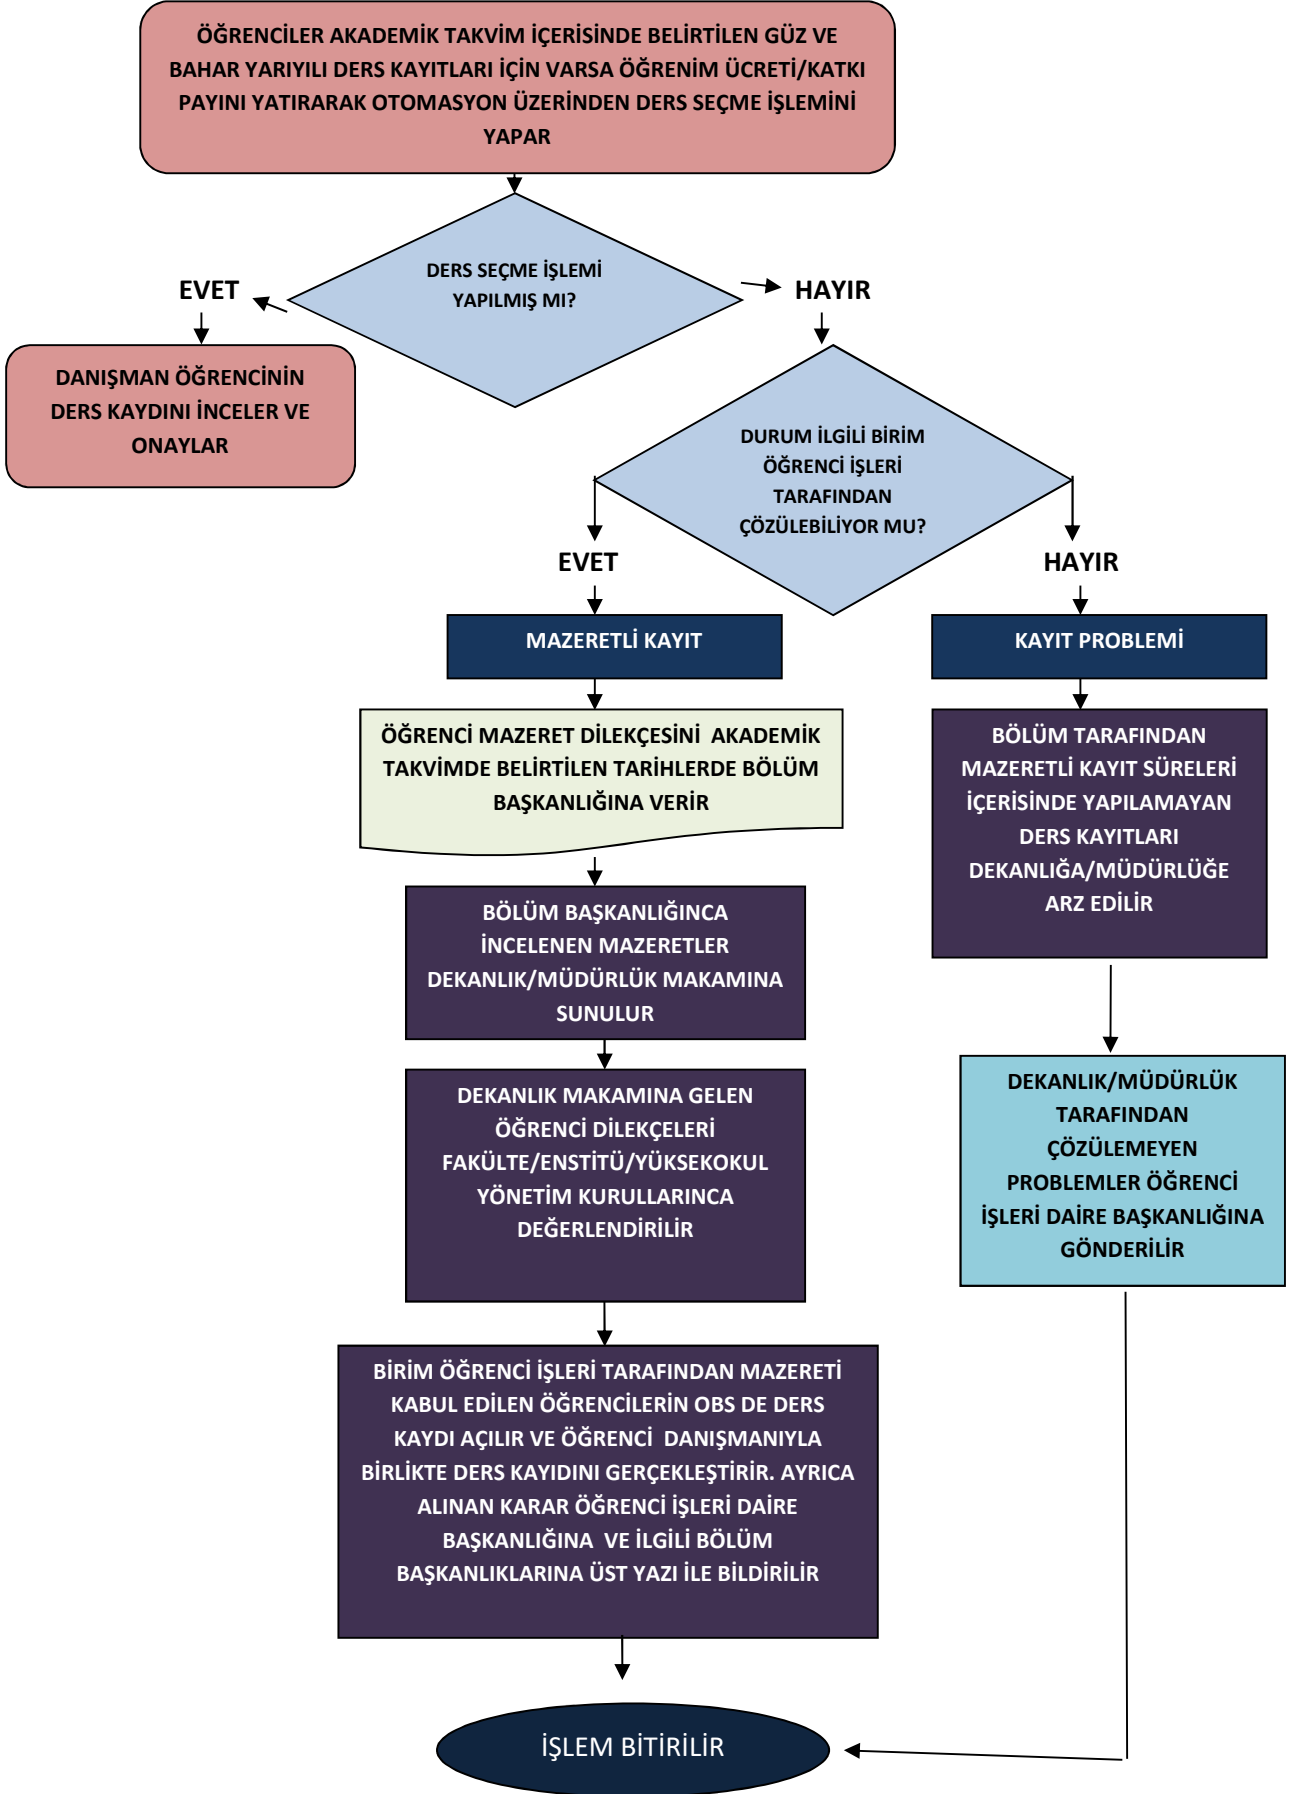 ÖĞRENCİLER AKADEMİK TAKVİM İÇERİSİNDE BELİRTİLEN GÜZ VE
BAHAR YARIYILI DERS KAYITLARI İÇİN VARSA ÖĞRENİM ÜCRETİ/KATKI
PAYINI YATIRARAK OTOMASYON ÜZERİNDEN DERS SEÇME İŞLEMİNİ
YAPAR
DERS SEÇME İŞLEMİ
YAPILMIŞ MI?
EVET
HAYIR
DANIŞMAN ÖĞRENCİNİN
DERS KAYDINI İNCELER VE
ONAYLAR
DURUM İLGİLİ BİRİM
ÖĞRENCİ İŞLERİ
TARAFINDAN
ÇÖZÜLEBİLİYOR MU?
EVET
HAYIR
MAZERETLİ KAYIT
KAYIT PROBLEMİ
ÖĞRENCİ MAZERET DİLEKÇESİNİ  AKADEMİK
TAKVİMDE BELİRTİLEN TARİHLERDE BÖLÜM
BAŞKANLIĞINA VERİR
BÖLÜM TARAFINDAN
MAZERETLİ KAYIT SÜRELERİ
İÇERİSİNDE YAPILAMAYAN
DERS KAYITLARI
DEKANLIĞA/MÜDÜRLÜĞE
ARZ EDİLİR
BÖLÜM BAŞKANLIĞINCA
İNCELENEN MAZERETLER
DEKANLIK/MÜDÜRLÜK MAKAMINA
SUNULUR
DEKANLIK MAKAMINA GELEN
ÖĞRENCİ DİLEKÇELERİ
FAKÜLTE/ENSTİTÜ/YÜKSEKOKUL
YÖNETİM KURULLARINCA
DEĞERLENDİRİLİR
DEKANLIK/MÜDÜRLÜK
TARAFINDAN
ÇÖZÜLEMEYEN
PROBLEMLER ÖĞRENCİ
İŞLERİ DAİRE BAŞKANLIĞINA
GÖNDERİLİR
BİRİM ÖĞRENCİ İŞLERİ TARAFINDAN MAZERETİ
KABUL EDİLEN ÖĞRENCİLERİN OBS DE DERS
KAYDI AÇILIR VE ÖĞRENCİ  DANIŞMANIYLA
BİRLİKTE DERS KAYIDINI GERÇEKLEŞTİRİR. AYRICA
ALINAN KARAR ÖĞRENCİ İŞLERİ DAİRE
BAŞKANLIĞINA  VE İLGİLİ BÖLÜM
BAŞKANLIKLARINA ÜST YAZI İLE BİLDİRİLİR
İŞLEM BİTİRİLİR